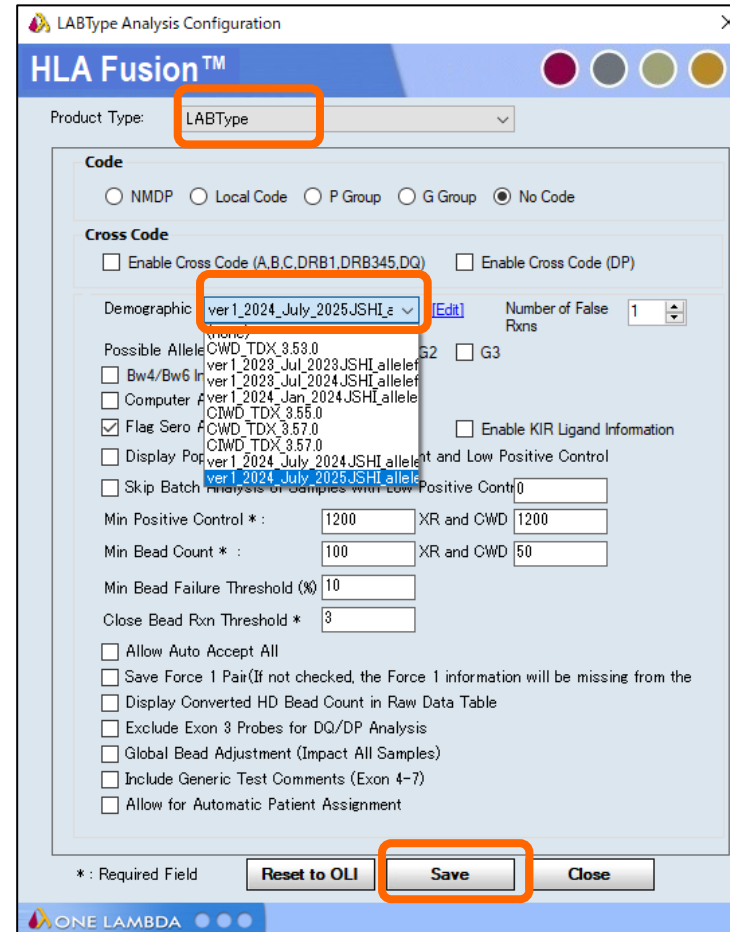 LABType Analysis Configuration
HLA Fusion™
Product Type: LABType
Code
NMDP Local Code P Group G Group No Code
Cross Code
Enable Cross Code (A,B,C,DRB1,DRB345,DQ) Enable Cross Code (DP)
Demographic ver1_2024_July_2025JSHI_a [Edit] Number of False Rxns 1
(none)
Possible Allele CWD_TDX_3.53.0 G2 G3
ver1_2023_Jul_2023JSHI_allelef
Bw4/Bw6 In ver1_2023_Jul_2024JSHI_allelef
Computer A ver1_2024_Jan_2024JSHI_allele
CIWD_TDX_3.55.0
Flag Sero A CWD_TDX_3.57.0 Enable KIR Ligand Information
CIWD_TDX_3.57.0
Display Pop ver1_2024_July_2024JSHI_allele nt and Low Positive Control
ver1_2024_July_2025JSHI_allele
Skip Batch Analysis of Samples with Low Positive Contr 0
Min Positive Control * : 1200 XR and CWD 1200
Min Bead Count * : 100 XR and CWD 50
Min Bead Failure Threshold (%) 10
Close Bead Rxn Threshold * 3
Allow Auto Accept All
Save Force 1 Pair(If not checked, the Force 1 information will be missing from the
Display Converted HD Bead Count in Raw Data Table
Exclude Exon 3 Probes for DQ/DP Analysis
Global Bead Adjustment (Impact All Samples)
Include Generic Test Comments (Exon 4-7)
Allow for Automatic Patient Assignment
* : Required Field Reset to OLI Save Close
ONE LAMBDA